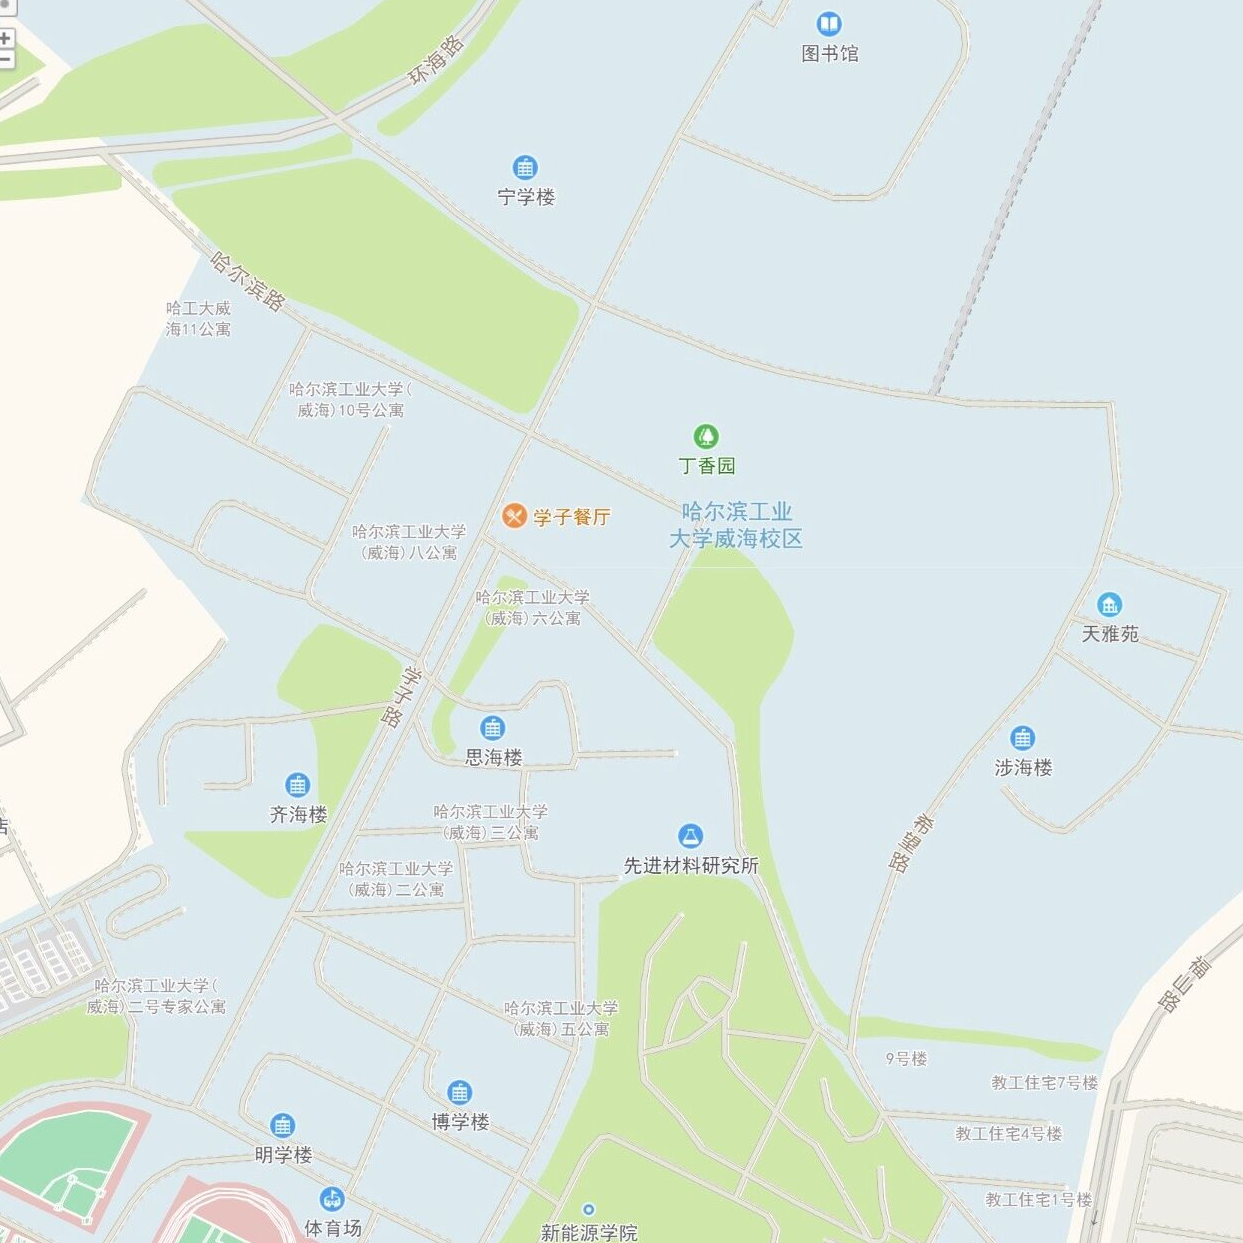 图书馆
环海路
宁学楼
哈尔滨路
哈工大威
海11公寓
哈尔滨工业大学(
威海)10号公寓
丁香园
哈尔滨工业
大学威海校区
学子餐厅
哈尔滨工业大学
(威海)八公寓
哈尔滨工业大学
(威海)六公寓
天雅苑
学子路
思海楼
涉海楼
齐海楼
哈尔滨工业大学
(威海)三公寓
希望路
先进材料研究所
哈尔滨工业大学
(威海)二公寓
店
福山路
哈尔滨工业大学(
威海)二号专家公寓
哈尔滨工业大学
(威海)五公寓
9号楼
教工住宅7号楼
博学楼
教工住宅4号楼
明学楼
教工住宅1号楼
体育场
新能源学院